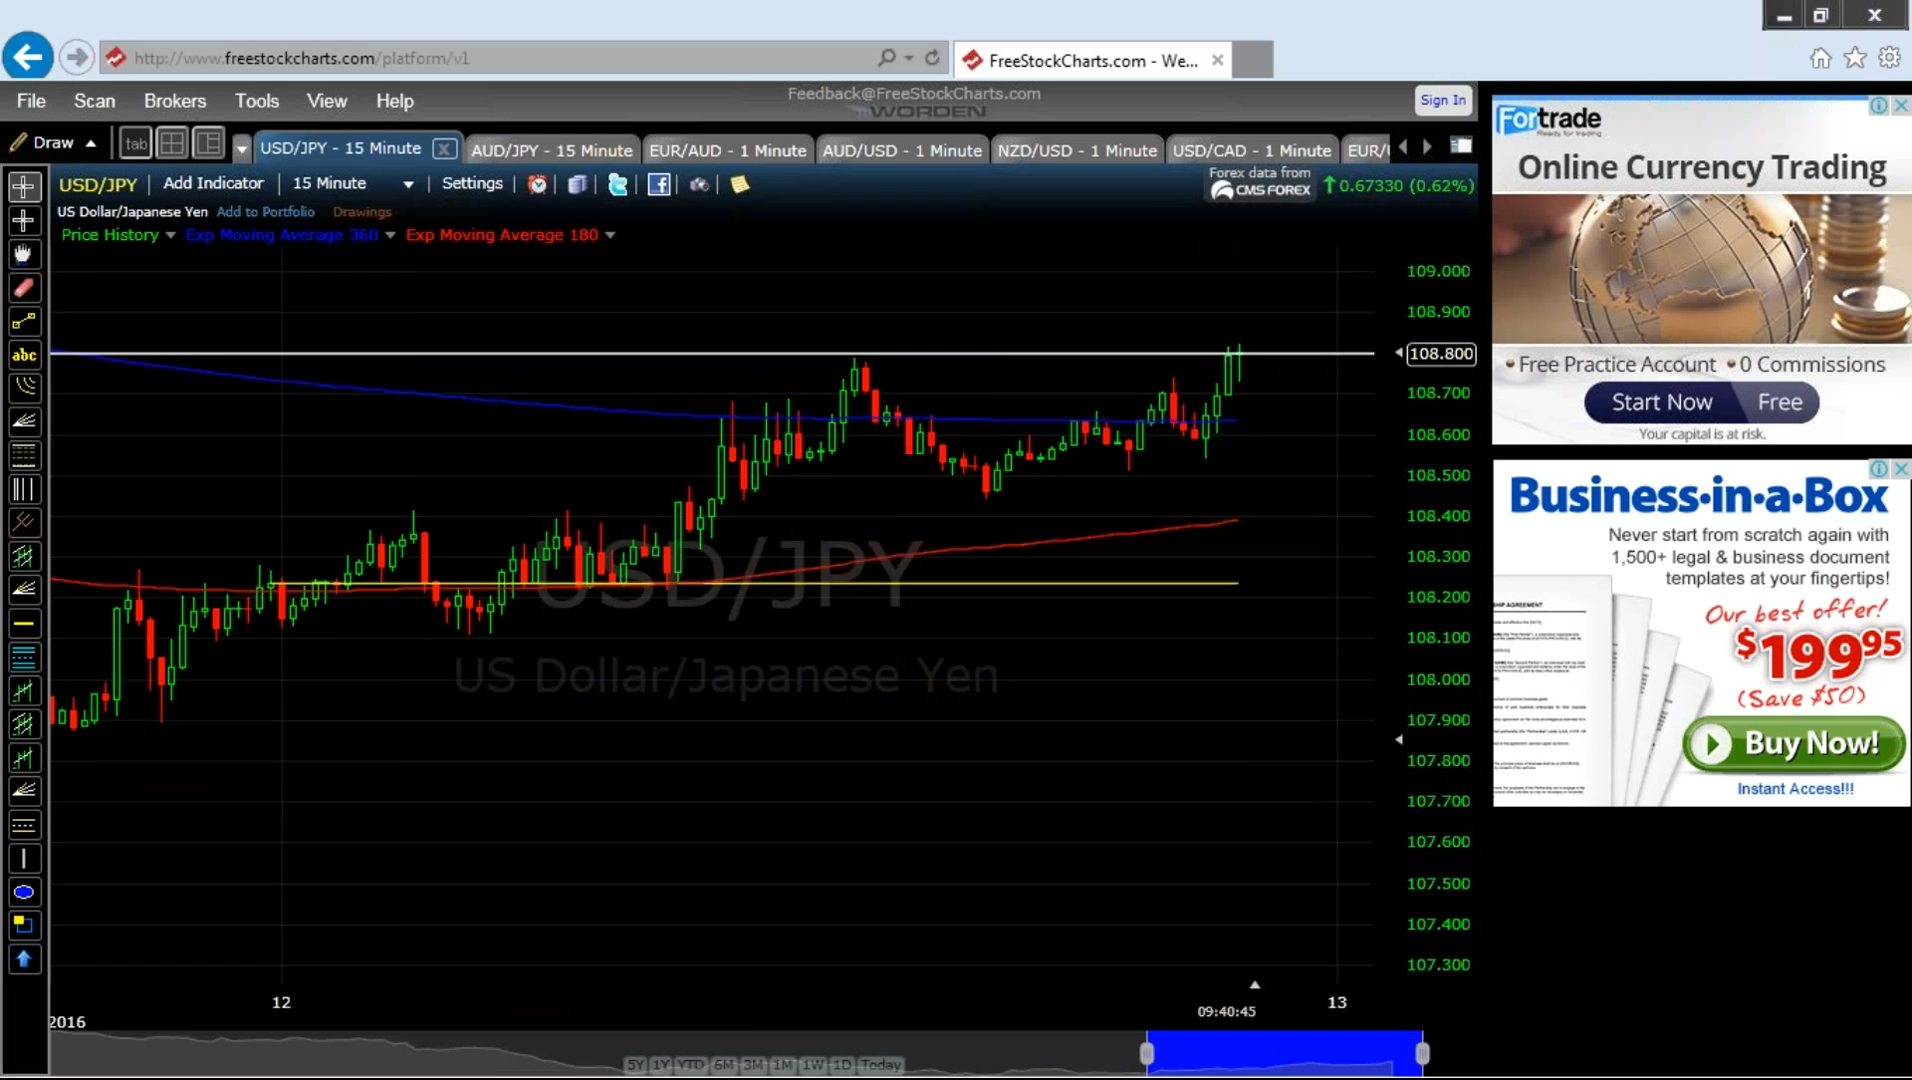 http://www.freestockcharts.com/platform/v1
FreeStockCharts.com - We...
File Scan Brokers Tools View Help
Feedback@FreeStockCharts.com
WORDEN
Sign In
Draw
tab
USD/JPY - 15 Minute
AUD/JPY - 15 Minute
EUR/AUD - 1 Minute
AUD/USD - 1 Minute
NZD/USD - 1 Minute
USD/CAD - 1 Minute
USD/JPY Add Indicator 15 Minute Settings
Forex data from
CMS FOREX
0.67330 (0.62%)
US Dollar/Japanese Yen Add to Portfolio Drawings
Price History Exp Moving Average 360 Exp Moving Average 180
abc
109.000
108.900
108.800
108.700
108.600
108.500
108.400
108.300
108.200
108.100
108.000
107.900
107.800
107.700
107.600
107.500
107.400
107.300
USD/JPY
US Dollar/Japanese Yen
12
09:40:45
13
2016
5Y 1Y YTD 6M 3M 1M 1W 1D Today
Fortrade
Ready for trading
Online Currency Trading
Free Practice Account 0 Commissions
Start Now Free
Your capital is at risk.
Business-in-a-Box
Never start from scratch again with
1,500+ legal & business document
templates at your fingertips!
Our best offer!
$199.95
(Save $50)
Buy Now!
Instant Access!!!